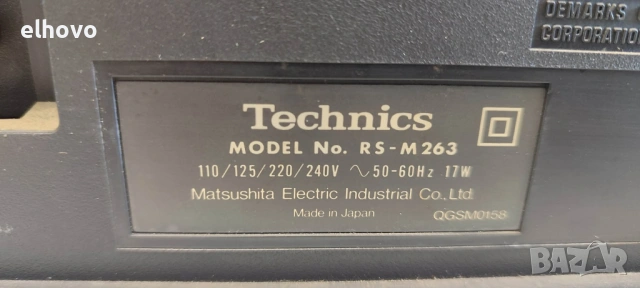 elhovo
DEMARKS
CORPORATION
Technics
MODEL No. RS-M263
110/125/220/240V ∿50-60Hz 17W
Matsushita Electric Industrial Co., Ltd.
Made in Japan QGSM0158
BAZAR